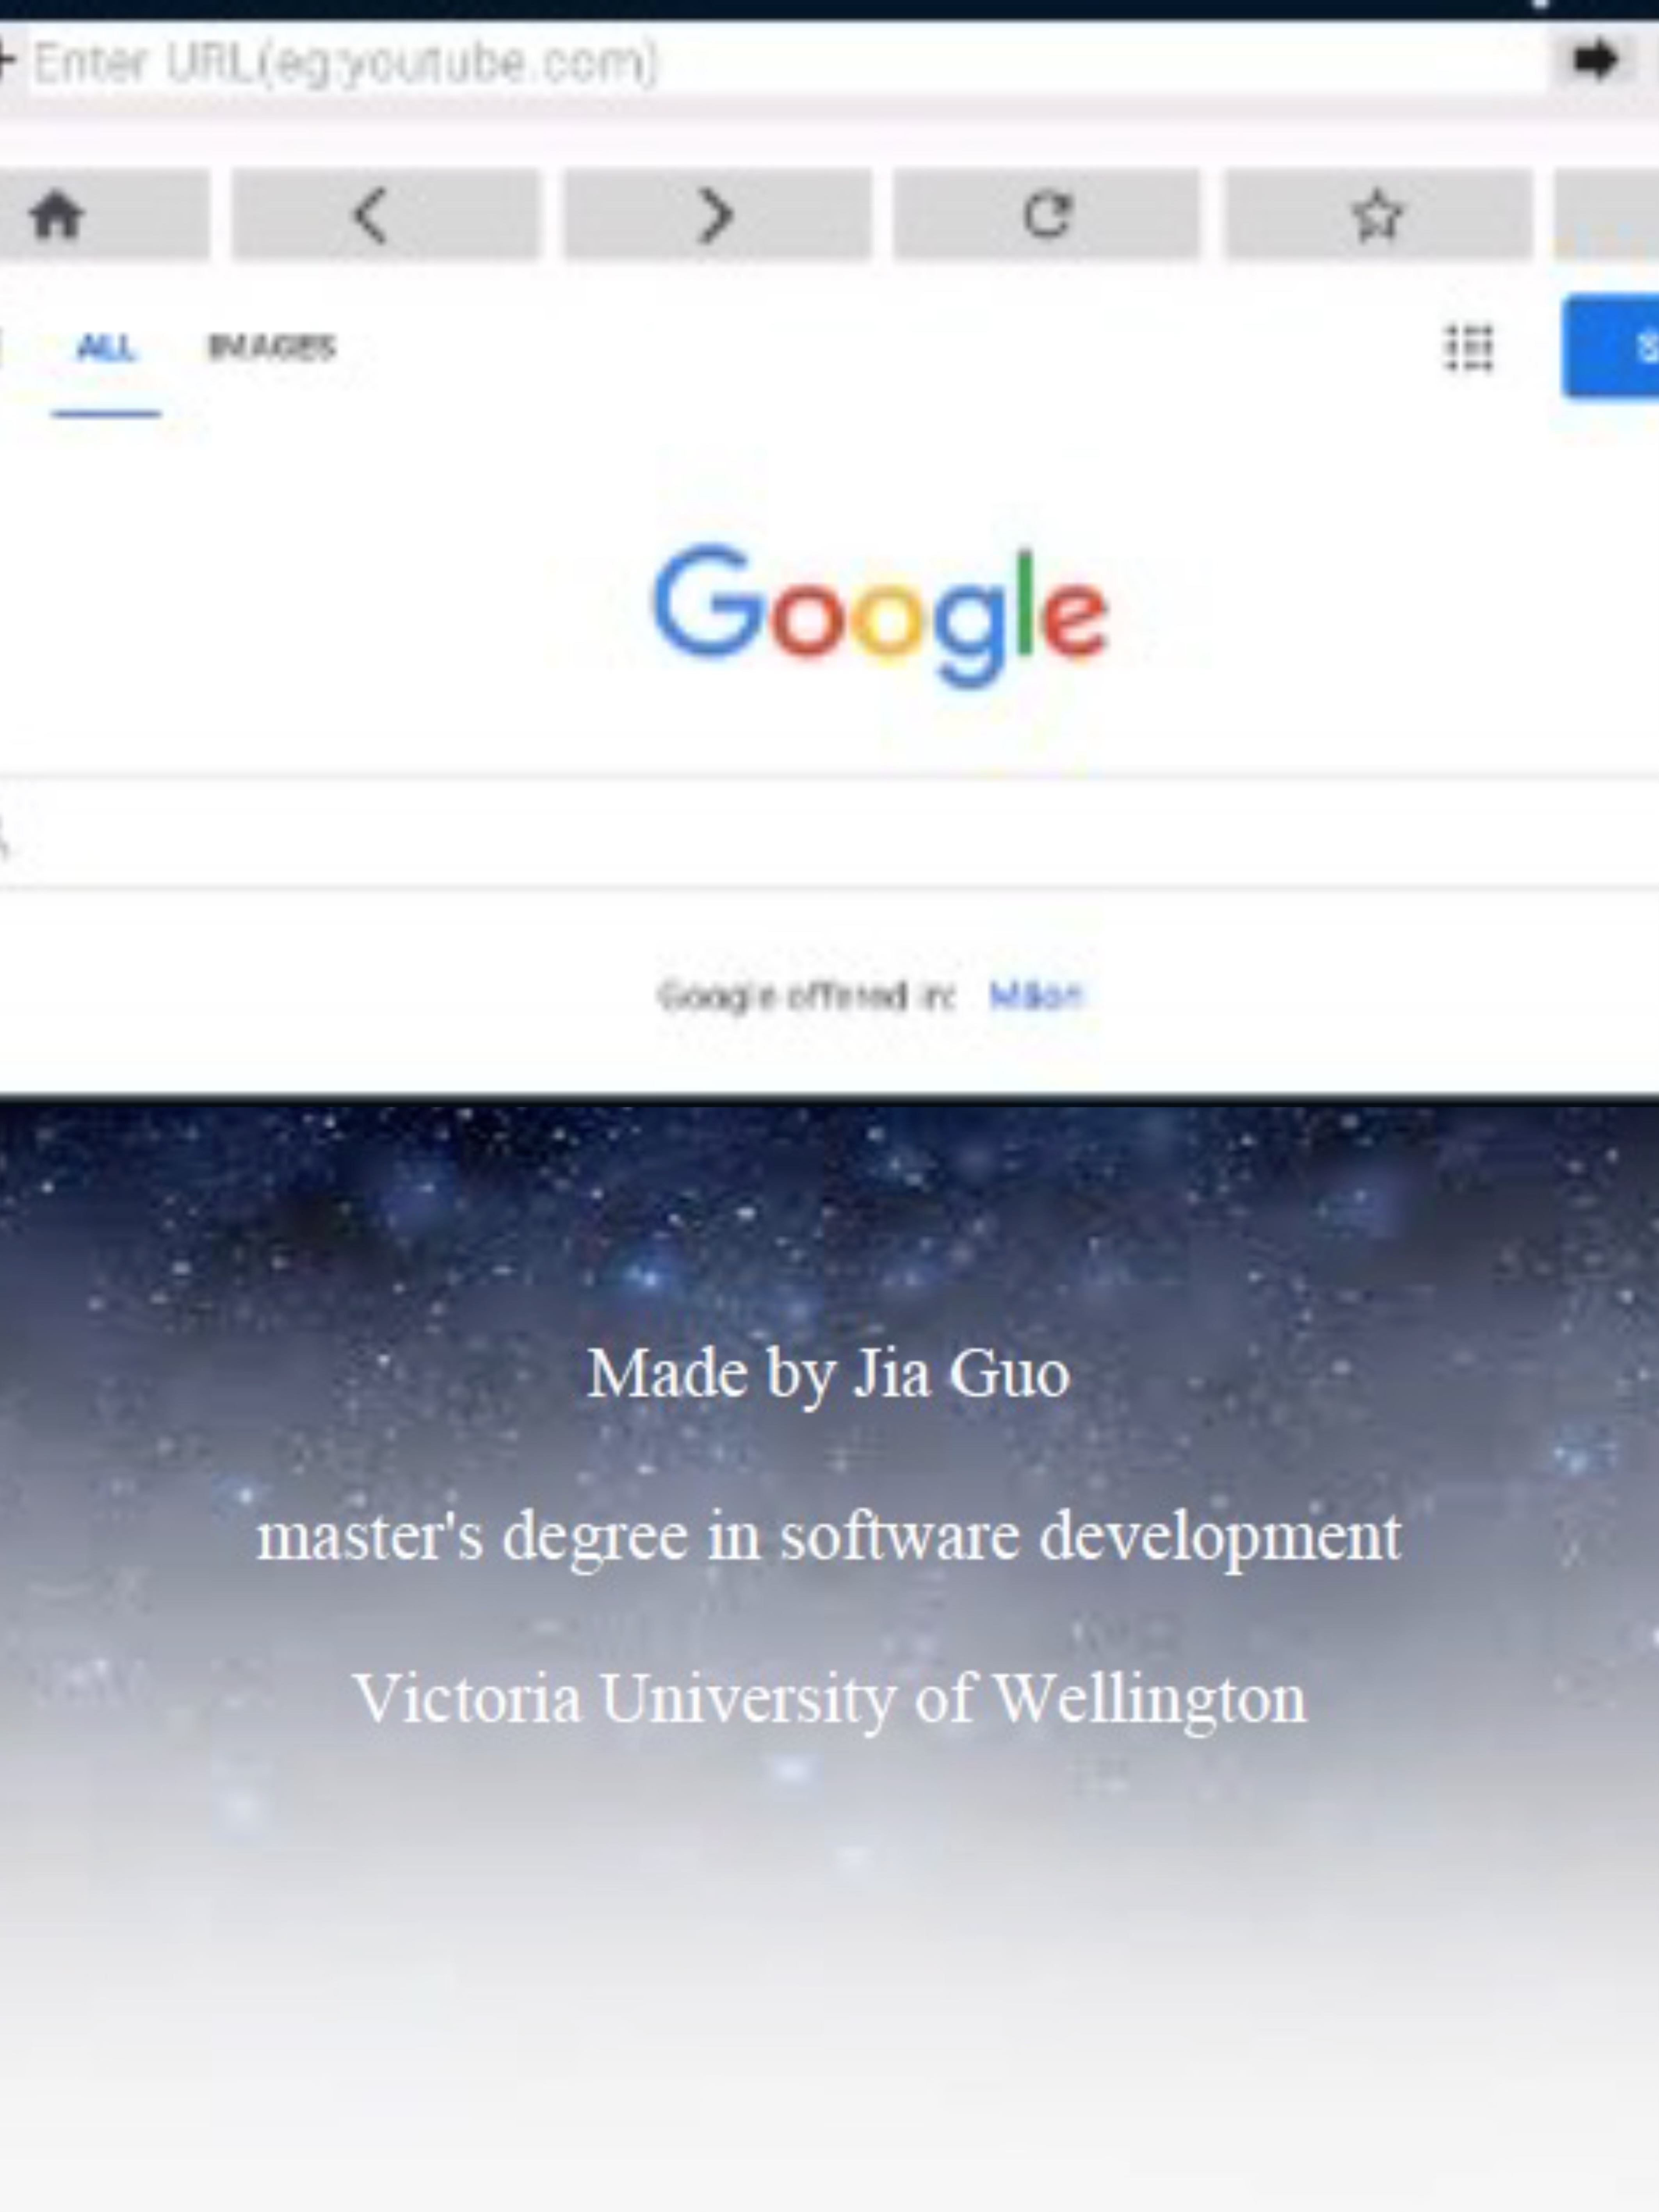 Enter URL(eg:youtube.com)
ALL IMAGES
Google
Google offered in: Māori
Made by Jia Guo
master's degree in software development
Victoria University of Wellington